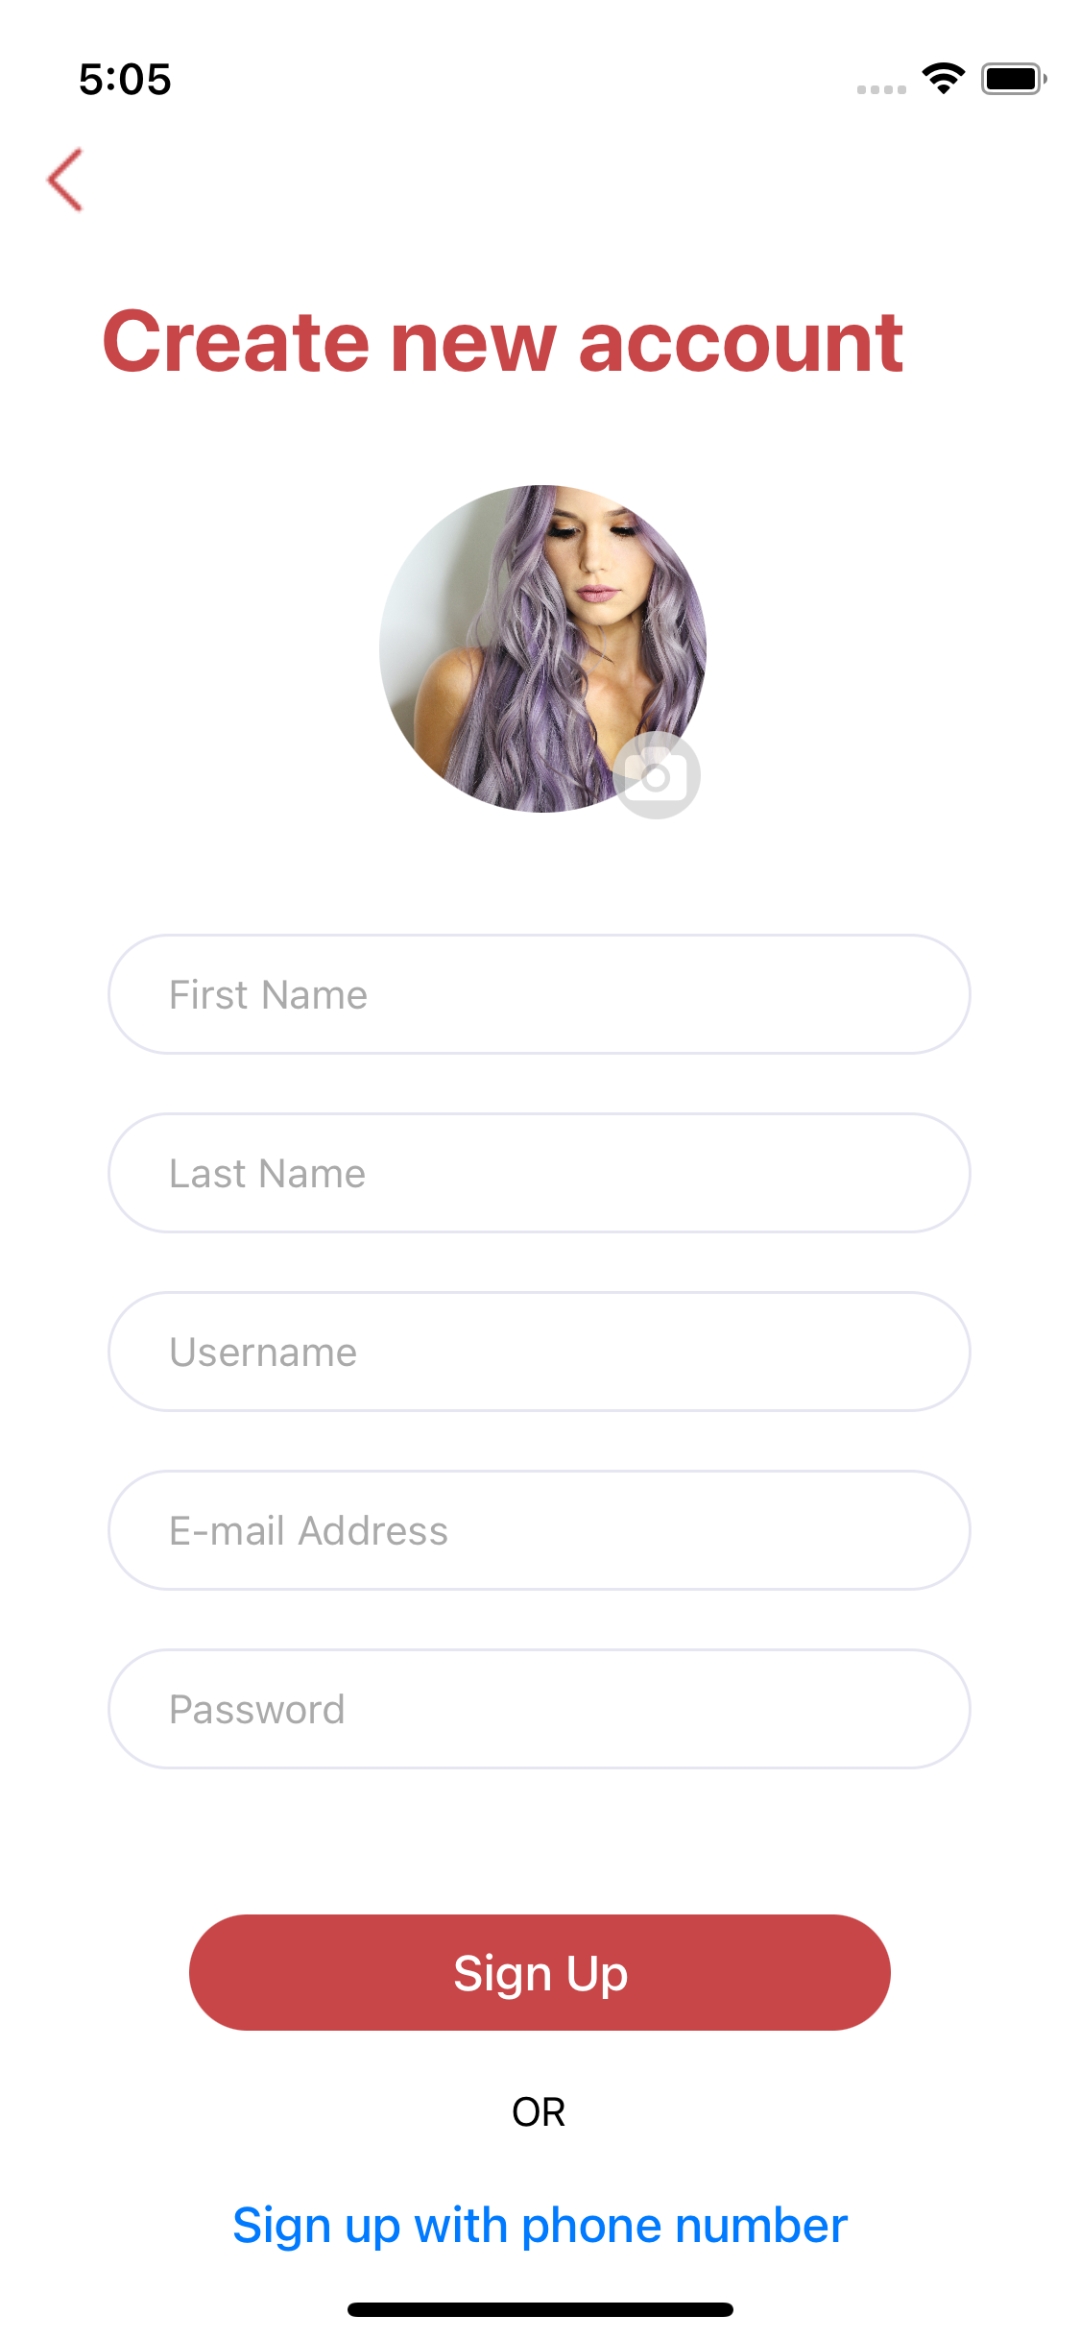 5:05
Create new account
First Name
Last Name
Username
E-mail Address
Password
Sign Up
OR
Sign up with phone number